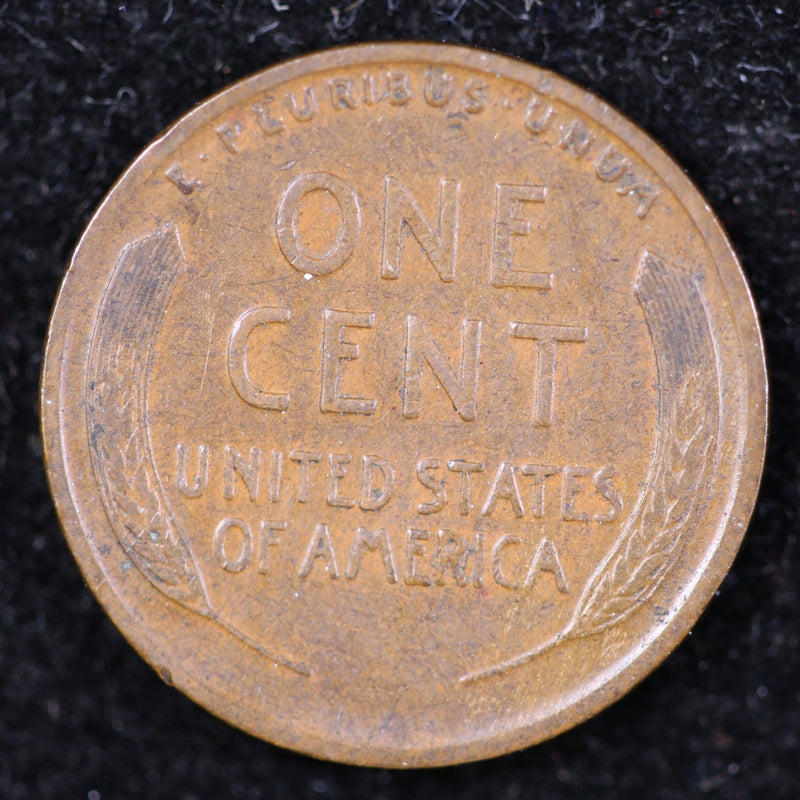 E PLURIBUS UNUM
ONE
CENT
UNITED STATES
OF AMERICA